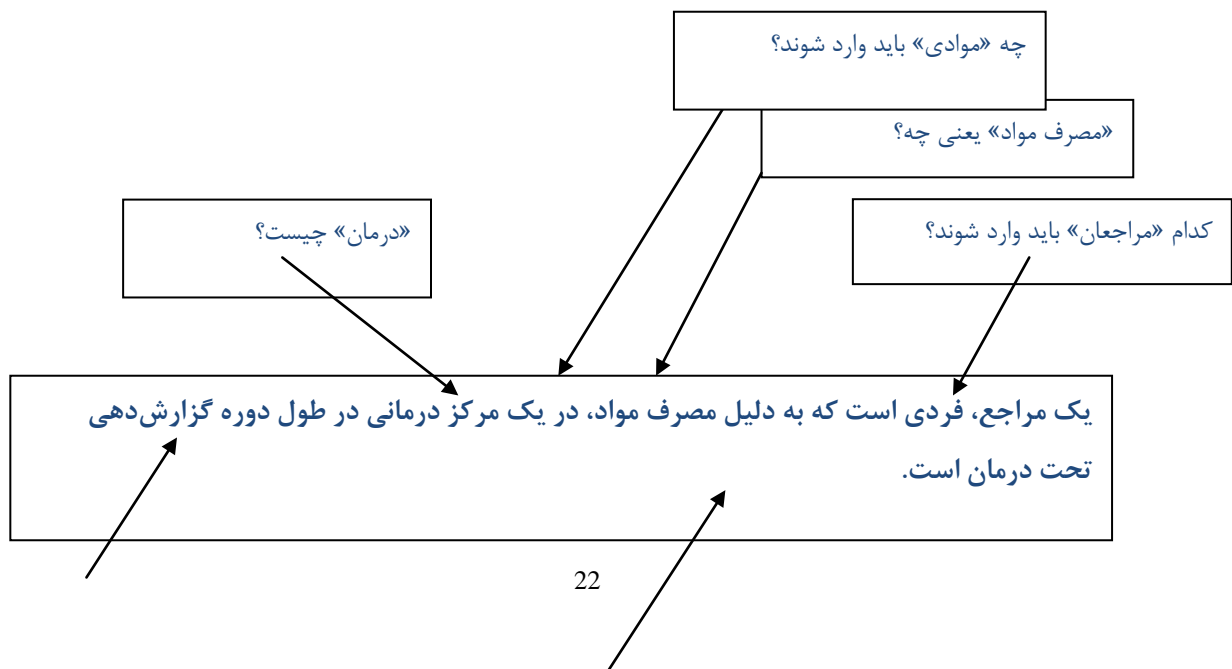 چه «موادی» باید وارد شوند؟
«مصرف مواد» یعنی چه؟
کدام «مراجعان» باید وارد شوند؟
«درمان» چیست؟
یک مراجع، فردی است که به دلیل مصرف مواد، در یک مرکز درمانی در طول دوره گزارش‌دهی
تحت درمان است.
22